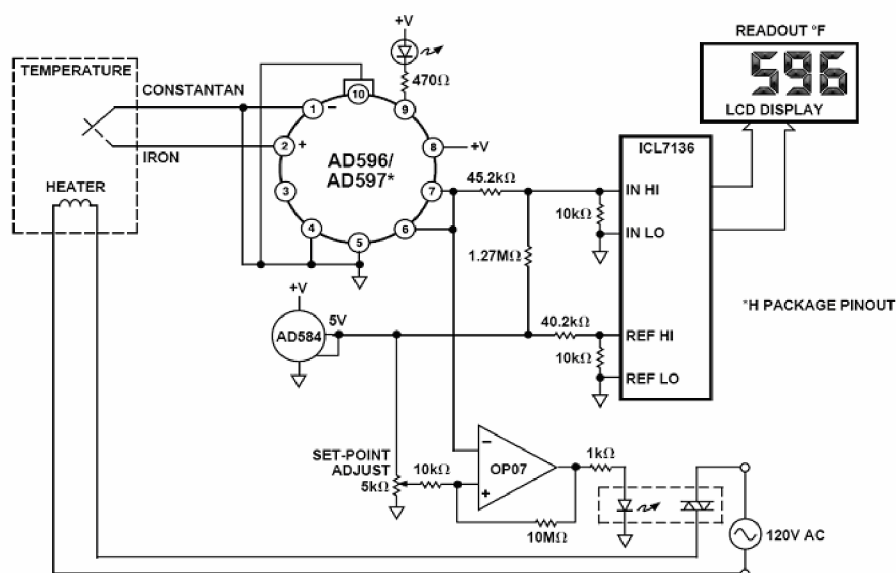 +V
READOUT °F
596
LCD DISPLAY
TEMPERATURE
CONSTANTAN
470Ω
10
1
−
9
ICL7136
2
+
AD596/
AD597*
8
+V
IRON
HEATER
3
7
45.2kΩ
IN HI
10kΩ
4
6
IN LO
5
1.27MΩ
+V
*H PACKAGE PINOUT
5V
40.2kΩ
AD584
REF HI
10kΩ
REF LO
SET-POINT
ADJUST
5kΩ
10kΩ
−
OP07
+
1kΩ
10MΩ
120V AC